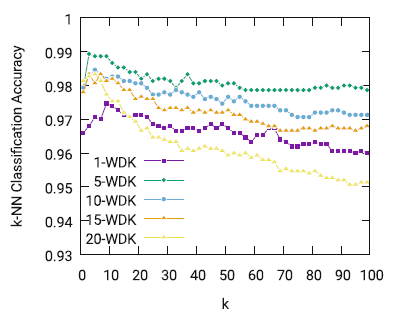 1
0.99
0.98
0.97
0.96
0.95
0.94
0.93
k-NN Classification Accuracy
1-WDK
5-WDK
10-WDK
15-WDK
20-WDK
0 10 20 30 40 50 60 70 80 90 100
k